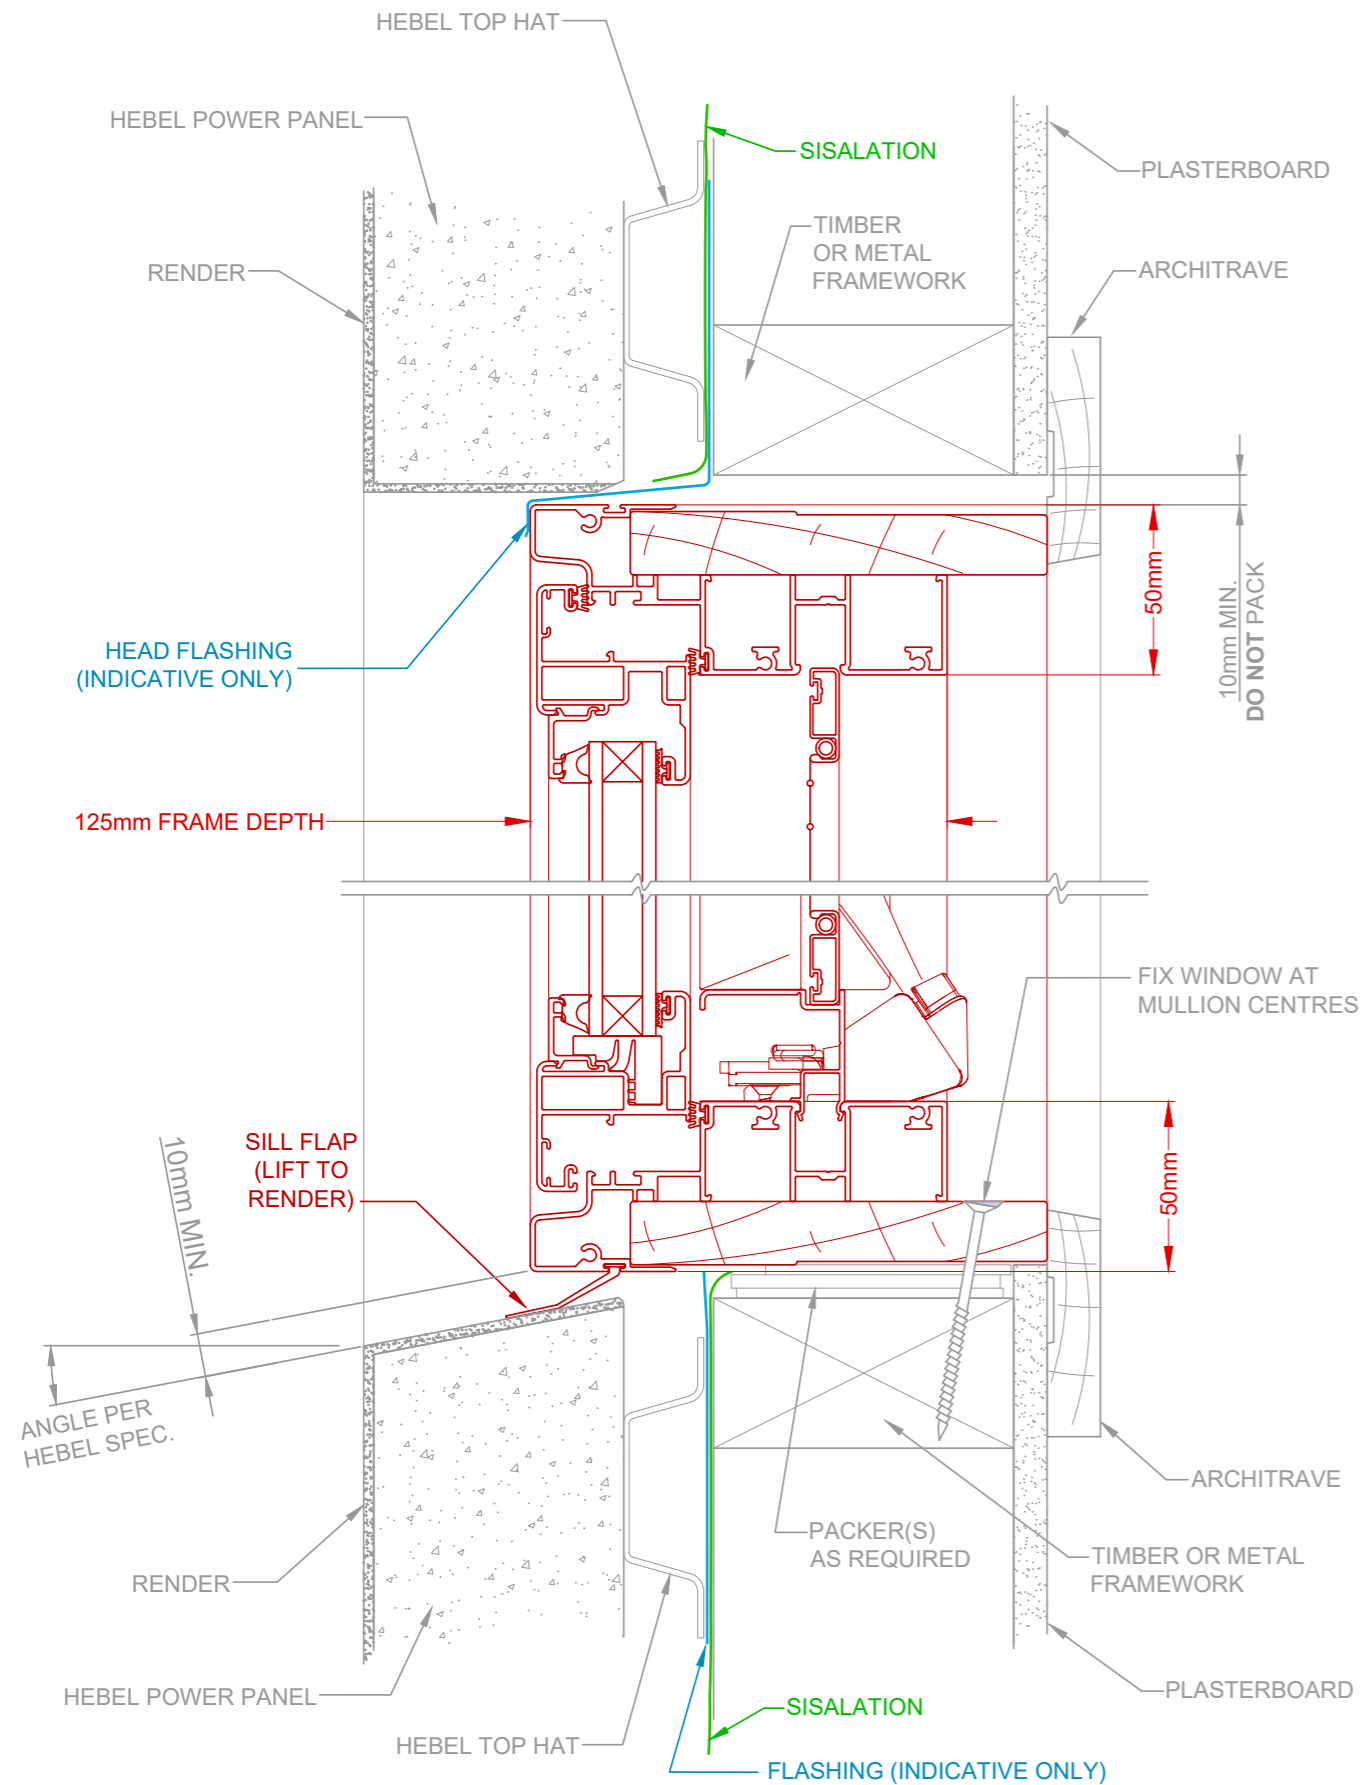 HEBEL TOP HAT
HEBEL POWER PANEL
SISALATION
PLASTERBOARD
TIMBER
OR METAL
FRAMEWORK
RENDER
ARCHITRAVE
50mm
10mm MIN.
DO NOT PACK
HEAD FLASHING
(INDICATIVE ONLY)
125mm FRAME DEPTH
FIX WINDOW AT
MULLION CENTRES
SILL FLAP
(LIFT TO
RENDER)
10mm MIN.
50mm
ANGLE PER
HEBEL SPEC.
ARCHITRAVE
PACKER(S)
AS REQUIRED
TIMBER OR METAL
FRAMEWORK
RENDER
HEBEL POWER PANEL
PLASTERBOARD
SISALATION
HEBEL TOP HAT
FLASHING (INDICATIVE ONLY)